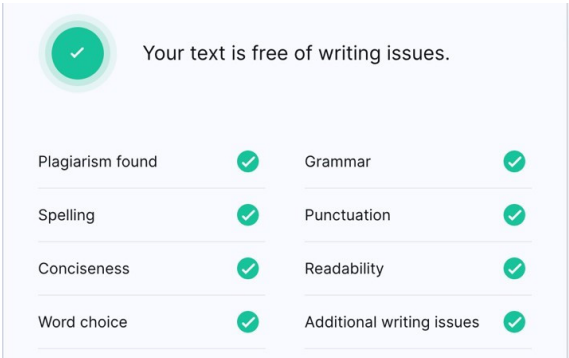 Your text is free of writing issues.
Plagiarism found
Grammar
Spelling
Punctuation
Conciseness
Readability
Word choice
Additional writing issues